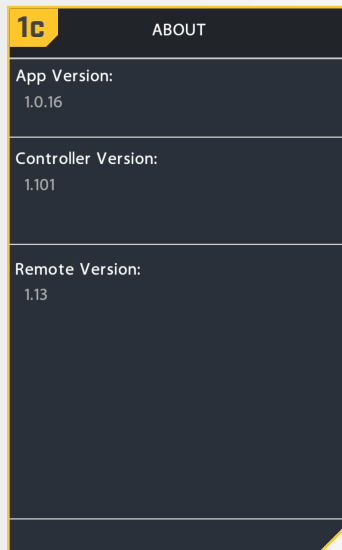 1c
ABOUT
App Version:
1.0.16
Controller Version:
1.101
Remote Version:
1.13